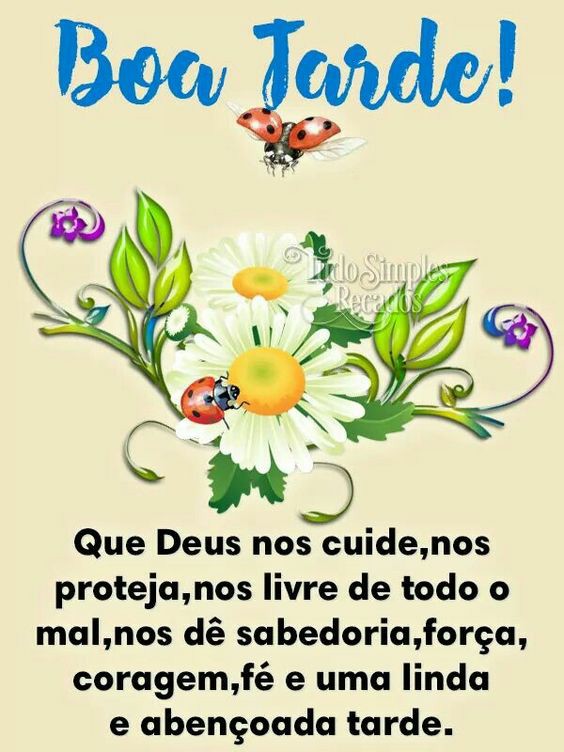 Boa Tarde!
Tudo Simples
Recados
Que Deus nos cuide,nos
proteja,nos livre de todo o
mal,nos dê sabedoria,força,
coragem,fé e uma linda
e abençoada tarde.